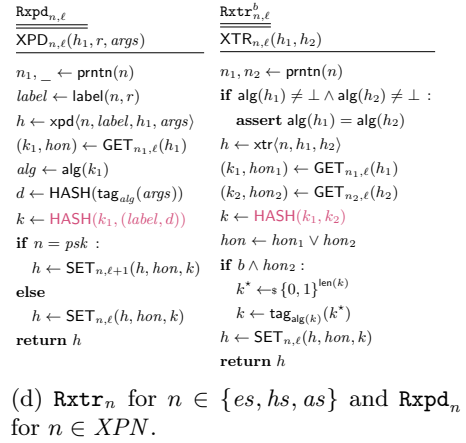 Rxpd_{n,ℓ}
XPD_{n,ℓ}(h_1, r, args)
n_1, _ ← prntn(n)
label ← label(n, r)
h ← xpd⟨n, label, h_1, args⟩
(k_1, hon) ← GET_{n_1,ℓ}(h_1)
alg ← alg(k_1)
d ← HASH(tag_{alg}(args))
k ← HASH(k_1, (label, d))
if n = psk :
h ← SET_{n,ℓ+1}(h, hon, k)
else
h ← SET_{n,ℓ}(h, hon, k)
return h
Rxtr^b_{n,ℓ}
XTR_{n,ℓ}(h_1, h_2)
n_1, n_2 ← prntn(n)
if alg(h_1) ≠ ⊥ ∧ alg(h_2) ≠ ⊥ :
assert alg(h_1) = alg(h_2)
h ← xtr⟨n, h_1, h_2⟩
(k_1, hon_1) ← GET_{n_1,ℓ}(h_1)
(k_2, hon_2) ← GET_{n_2,ℓ}(h_2)
k ← HASH(k_1, k_2)
hon ← hon_1 ∨ hon_2
if b ∧ hon_2 :
k^⋆ ←$ {0, 1}^{len(k)}
k ← tag_{alg(k)}(k^⋆)
h ← SET_{n,ℓ}(h, hon, k)
return h
(d) Rxtr_n for n ∈ {es, hs, as} and Rxpd_n
for n ∈ XPN.